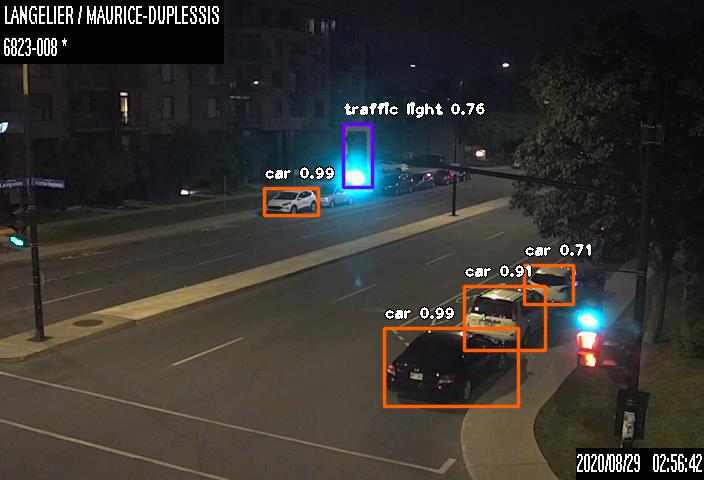 LANGELIER / MAURICE-DUPLESSIS
6823-008 *
traffic light 0.76
car 0.99
car 0.71
car 0.91
car 0.99
Langelier
2020/08/29 02:56:42